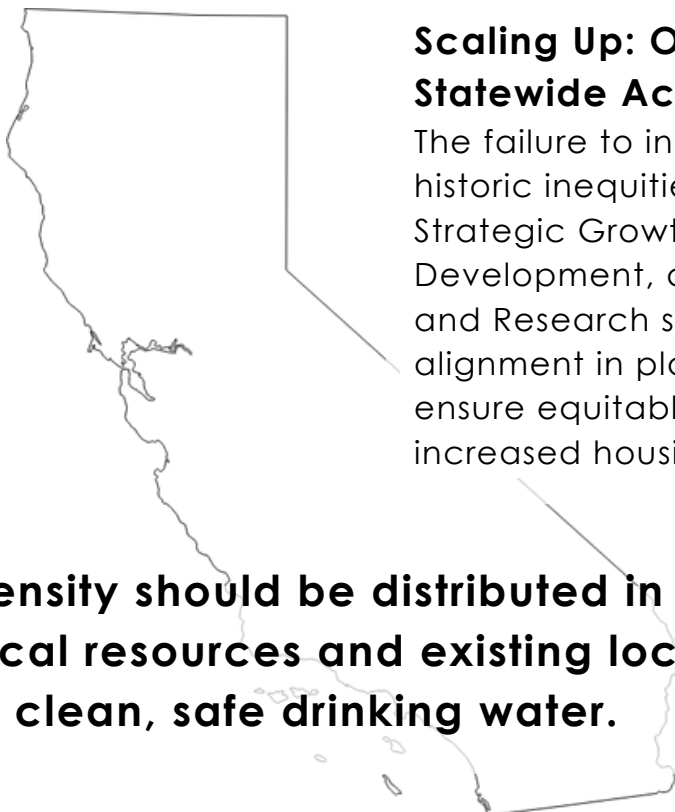 Scaling Up: O
Statewide Ac
The failure to in
historic inequitie
Strategic Growt
Development, a
and Research s
alignment in pla
ensure equitabl
increased housi
ensity should be distributed in
cal resources and existing loc
clean, safe drinking water.